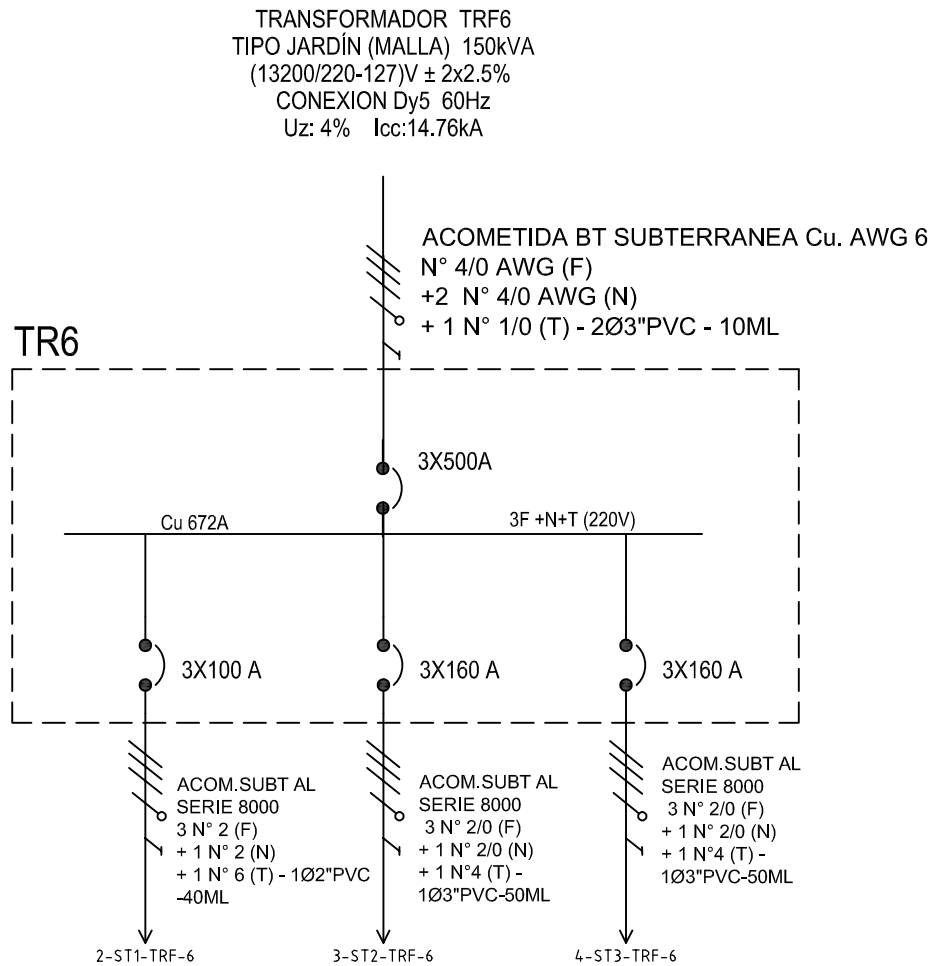 TRANSFORMADOR TRF6
TIPO JARDÍN (MALLA) 150kVA
(13200/220-127)V ± 2x2.5%
CONEXION Dy5 60Hz
Uz: 4% Icc:14.76kA
ACOMETIDA BT SUBTERRANEA Cu. AWG 6
N° 4/0 AWG (F)
+2 N° 4/0 AWG (N)
+ 1 N° 1/0 (T) - 2Ø3"PVC - 10ML
TR6
3X500A
Cu 672A
3F +N+T (220V)
3X100 A
3X160 A
3X160 A
ACOM.SUBT AL
SERIE 8000
3 N° 2 (F)
+ 1 N° 2 (N)
+ 1 N° 6 (T) - 1Ø2"PVC
-40ML
ACOM.SUBT AL
SERIE 8000
3 N° 2/0 (F)
+ 1 N° 2/0 (N)
+ 1 N°4 (T) -
1Ø3"PVC-50ML
ACOM.SUBT AL
SERIE 8000
3 N° 2/0 (F)
+ 1 N° 2/0 (N)
+ 1 N°4 (T) -
1Ø3"PVC-50ML
2-ST1-TRF-6
3-ST2-TRF-6
4-ST3-TRF-6